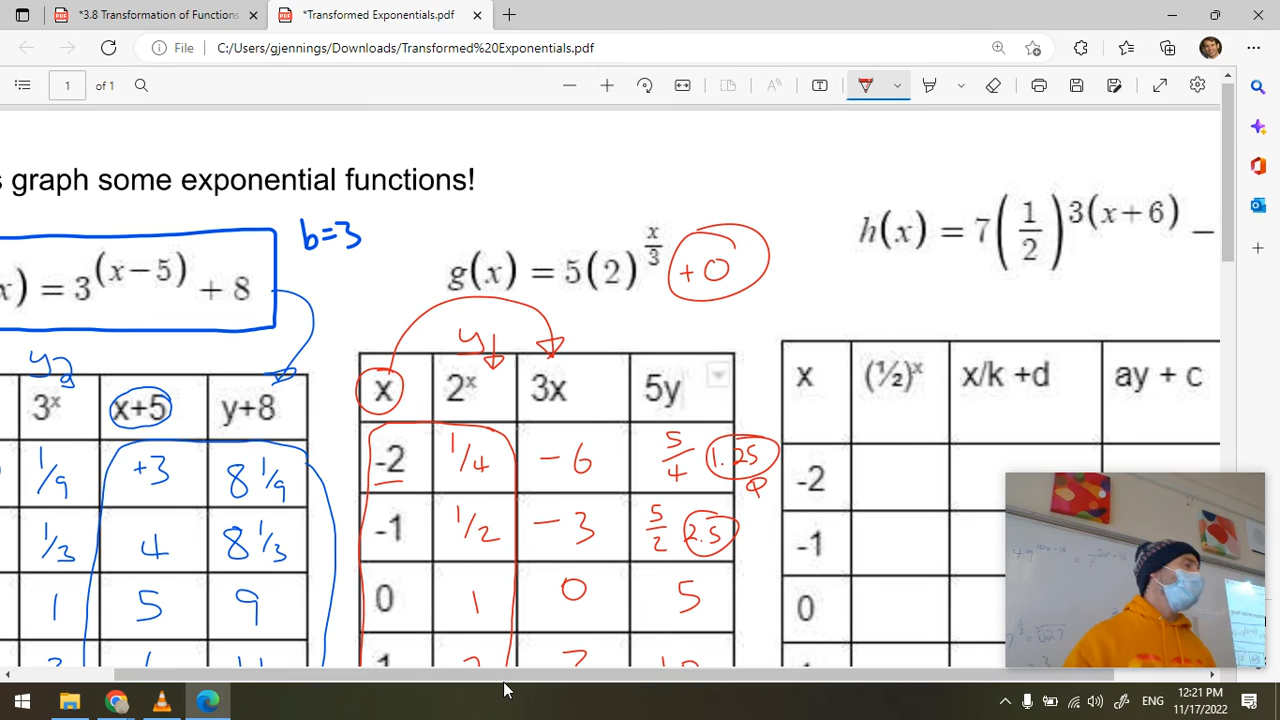 *3.8 Transformation of Functions
*Transformed Exponentials.pdf
File C:/Users/gjennings/Downloads/Transformed%20Exponentials.pdf
1 of 1
graph some exponential functions!
b=3
x) = 3^(x−5) + 8
g(x) = 5(2)^(x/3) +0
h(x) = 7(1/2)^3(x+6) −
y
3ˣ x+5 y+8
1/9 +3 8 1/9
1/3 4 8 1/3
1 5 9
y
x 2ˣ 3x 5y
-2 1/4 -6 5/4 1.25
-1 1/2 -3 5/2 2.5
0 1 0 5
x (½)ˣ x/k +d ay + c
-2
-1
0
ENG
12:21 PM
11/17/2022